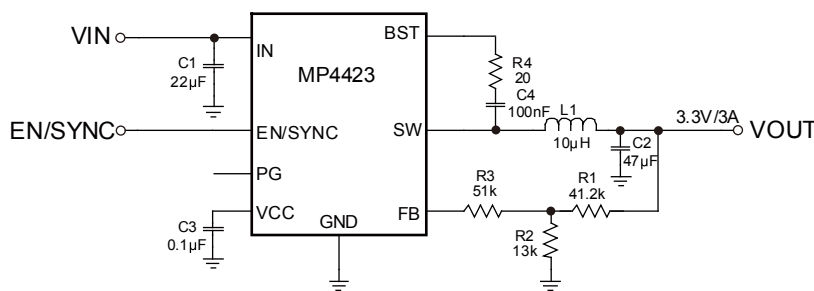 VIN
C1
22μF
IN
MP4423
BST
R4
20
C4
100nF
EN/SYNC
EN/SYNC
SW
L1
10μH
3.3V/3A
VOUT
C2
47μF
PG
R3
51k
R1
41.2k
C3
0.1μF
VCC
GND
FB
R2
13k